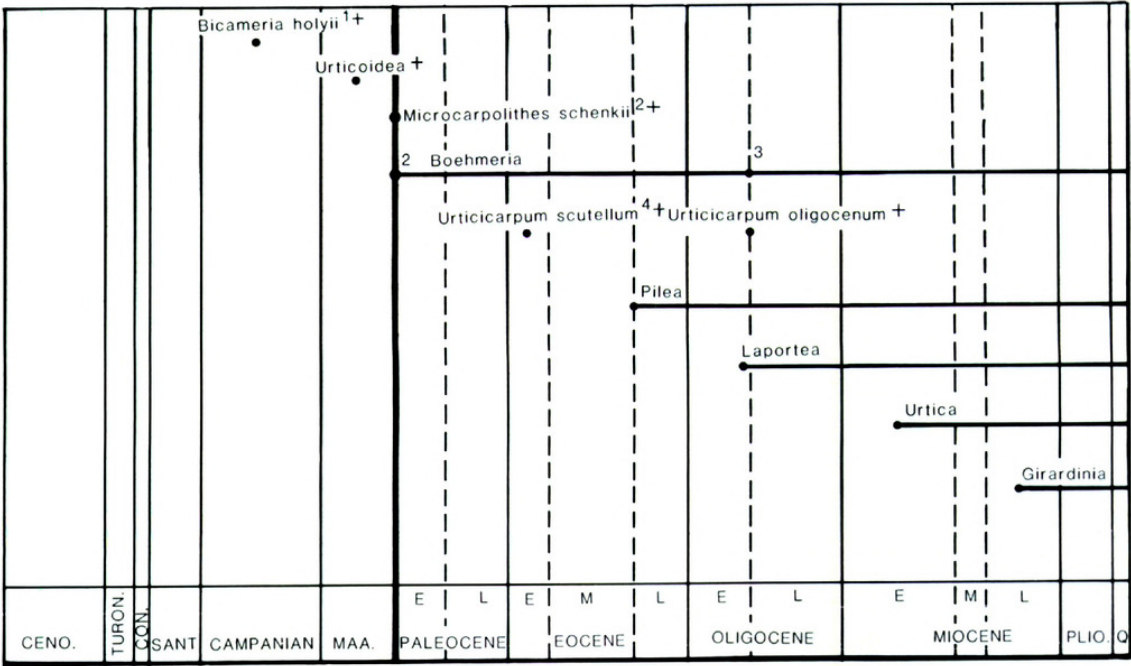 Bicameria holyii 1+
Urticoidea +
Microcarpolithes schenkii 2+
2 Boehmeria 3
Urticicarpum scutellum 4+ Urticicarpum oligocenum +
Pilea
Laportea
Urtica
Girardinia
E L E M L E L E M L
CENO. TURON. CON. SANT CAMPANIAN MAA. PALEOCENE EOCENE OLIGOCENE MIOCENE PLIO. Q